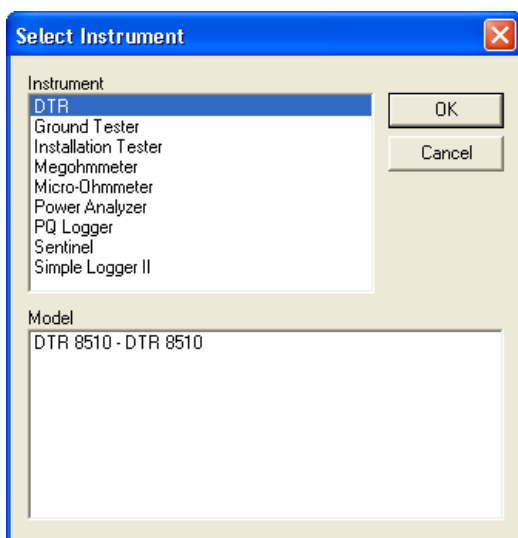 Select Instrument
Instrument
DTR
Ground Tester
Installation Tester
Megohmmeter
Micro-Ohmmeter
Power Analyzer
PQ Logger
Sentinel
Simple Logger II
OK
Cancel
Model
DTR 8510 - DTR 8510